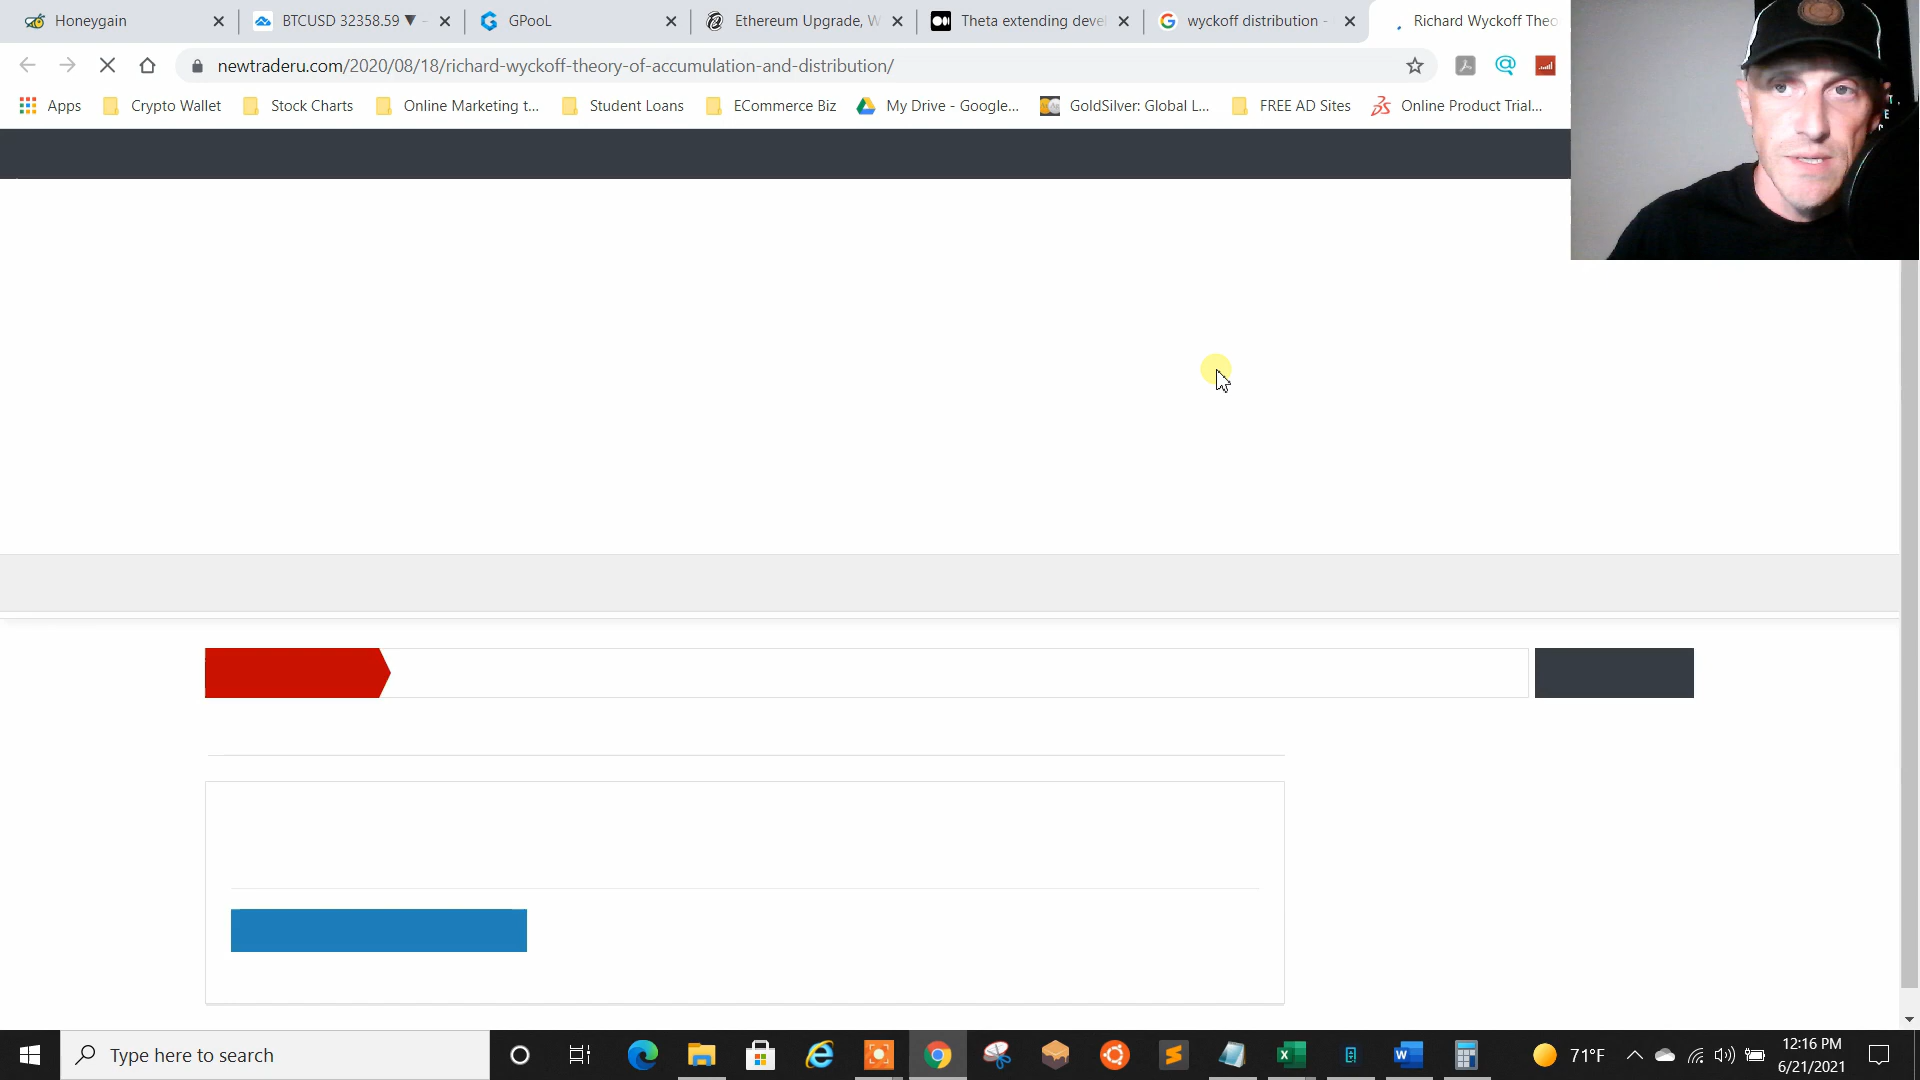 Honeygain
BTCUSD 32358.59 ▼ -
GPooL
Ethereum Upgrade, W
Theta extending deve
wyckoff distribution -
Richard Wyckoff Theo
newtraderu.com/2020/08/18/richard-wyckoff-theory-of-accumulation-and-distribution/
Apps
Crypto Wallet
Stock Charts
Online Marketing t...
Student Loans
ECommerce Biz
My Drive - Google...
GoldSilver: Global L...
FREE AD Sites
Online Product Trial...
Type here to search
71°F
12:16 PM
6/21/2021